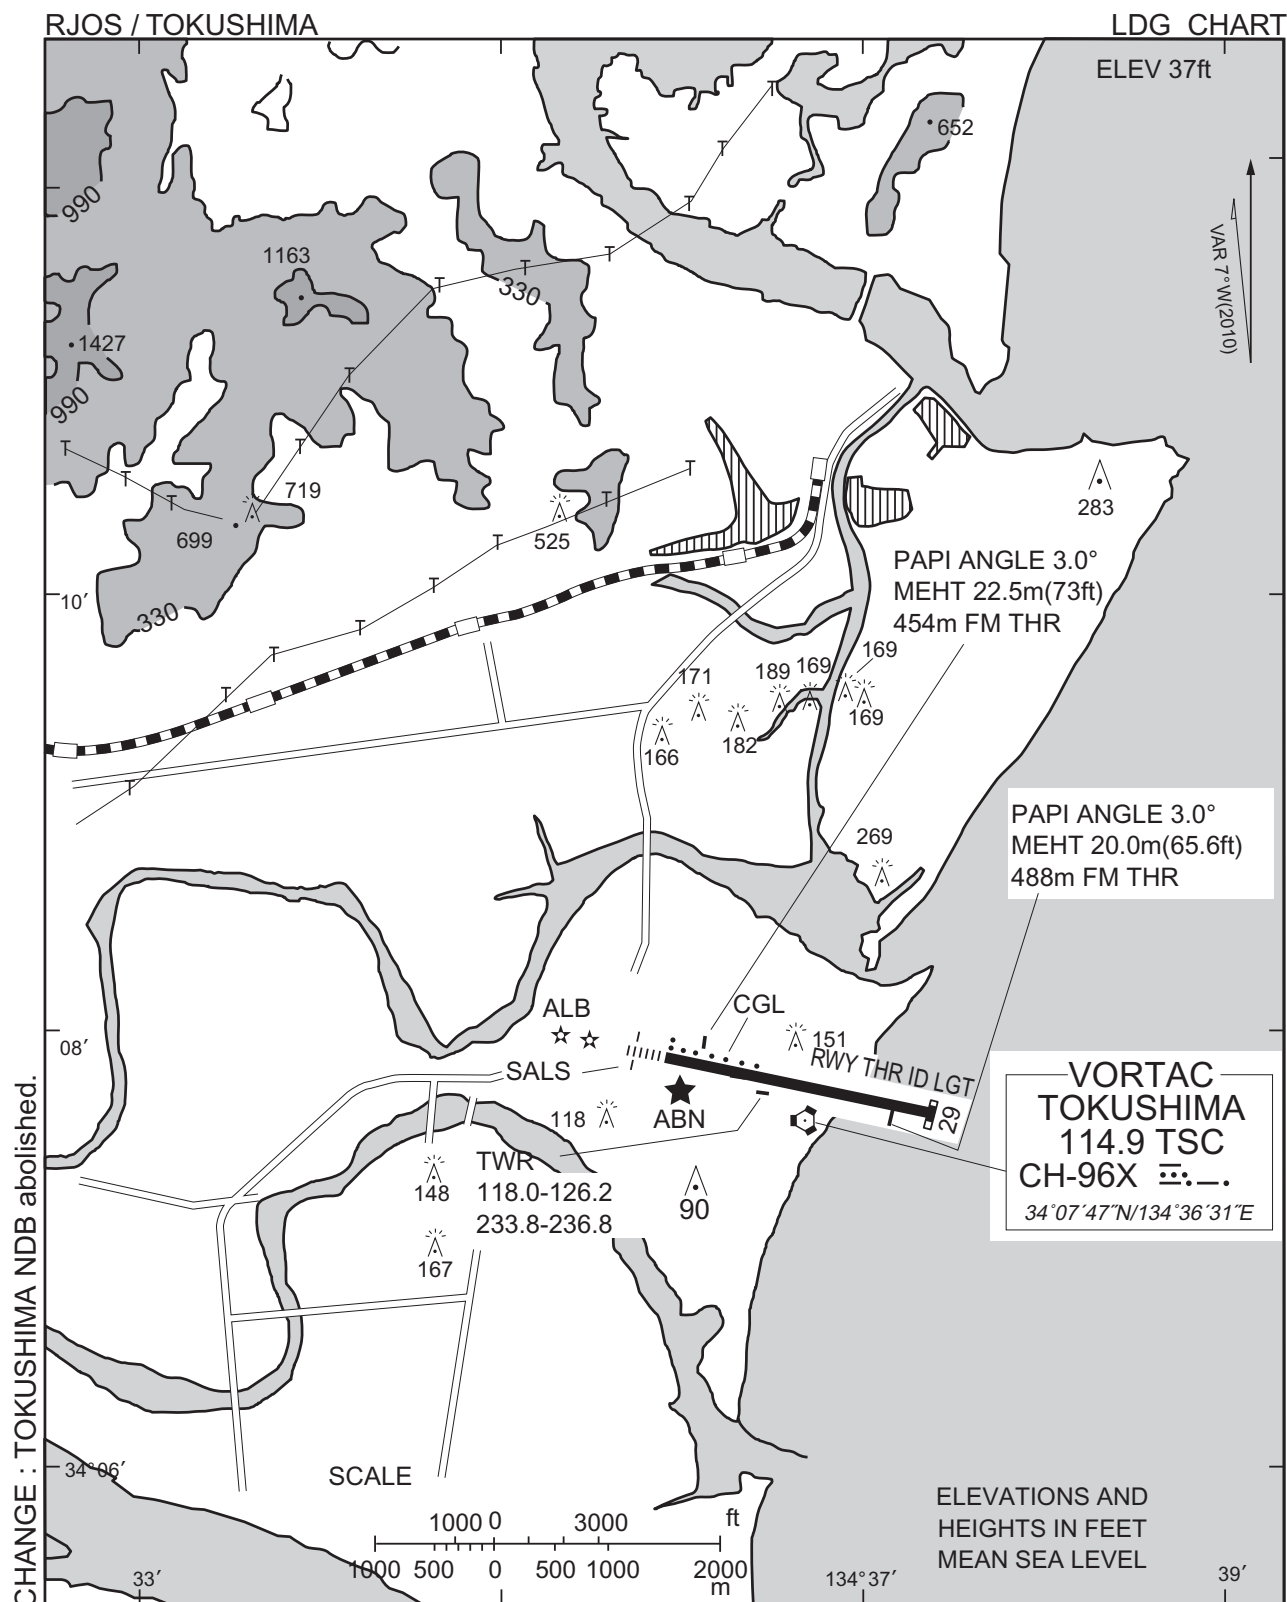 RJOS / TOKUSHIMA
LDG CHART
ELEV 37ft
652
990
1163
VAR 7°W(2010)
330
1427
990
719
699
525
283
PAPI ANGLE 3.0°
MEHT 22.5m(73ft)
454m FM THR
10′
330
169
171
189
169
169
166
182
PAPI ANGLE 3.0°
MEHT 20.0m(65.6ft)
488m FM THR
269
ALB
CGL
151
08′
SALS
RWY THR ID LGT
29
118
ABN
VORTAC
TOKUSHIMA
114.9 TSC
CH-96X
34°07′47″N/134°36′31″E
TWR
118.0-126.2
233.8-236.8
148
90
167
CHANGE : TOKUSHIMA NDB abolished.
34°06′
SCALE
1000 0 3000 ft
1000 500 0 500 1000 2000
m
ELEVATIONS AND
HEIGHTS IN FEET
MEAN SEA LEVEL
33′
134°37′
39′